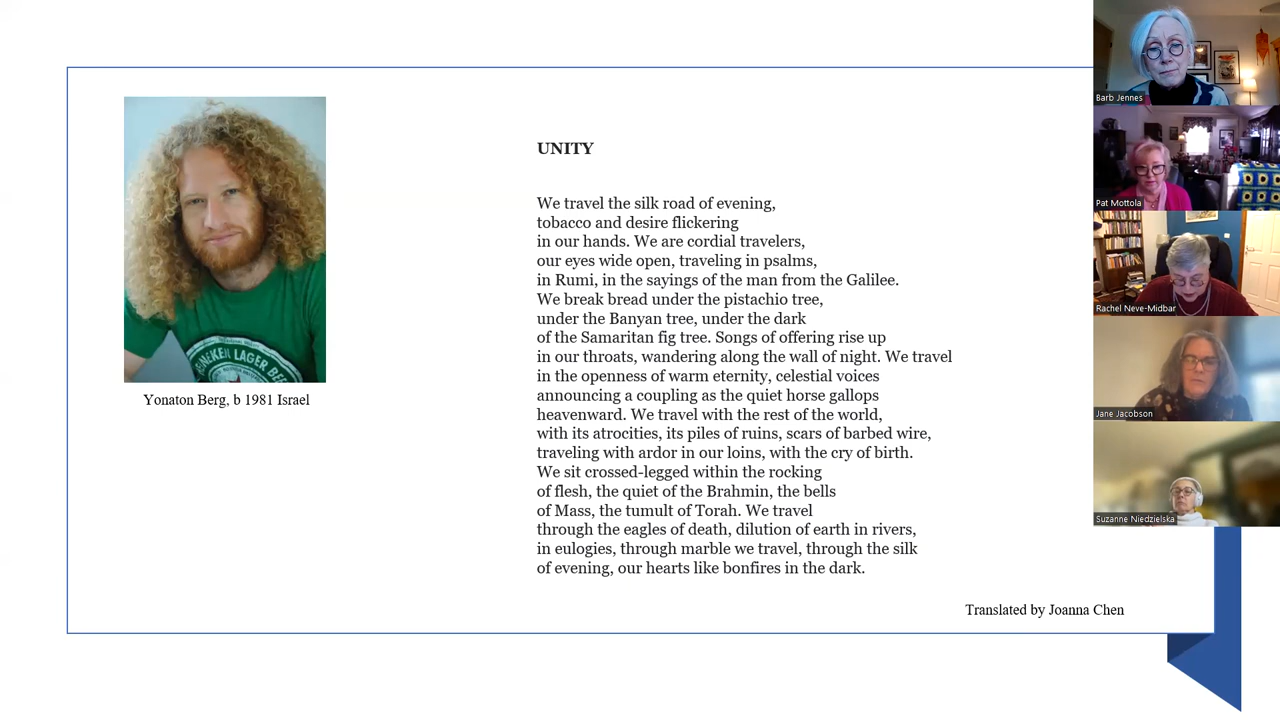 UNITY
We travel the silk road of evening,
tobacco and desire flickering
in our hands. We are cordial travelers,
our eyes wide open, traveling in psalms,
in Rumi, in the sayings of the man from the Galilee.
We break bread under the pistachio tree,
under the Banyan tree, under the dark
of the Samaritan fig tree. Songs of offering rise up
in our throats, wandering along the wall of night. We travel
in the openness of warm eternity, celestial voices
announcing a coupling as the quiet horse gallops
heavenward. We travel with the rest of the world,
with its atrocities, its piles of ruins, scars of barbed wire,
traveling with ardor in our loins, with the cry of birth.
We sit crossed-legged within the rocking
of flesh, the quiet of the Brahmin, the bells
of Mass, the tumult of Torah. We travel
through the eagles of death, dilution of earth in rivers,
in eulogies, through marble we travel, through the silk
of evening, our hearts like bonfires in the dark.
Translated by Joanna Chen
LAGER
Yonaton Berg, b 1981 Israel
Barb Jennes
Pat Mottola
Rachel Neve-Midbar
Jane Jacobson
Suzanne Niedzielska